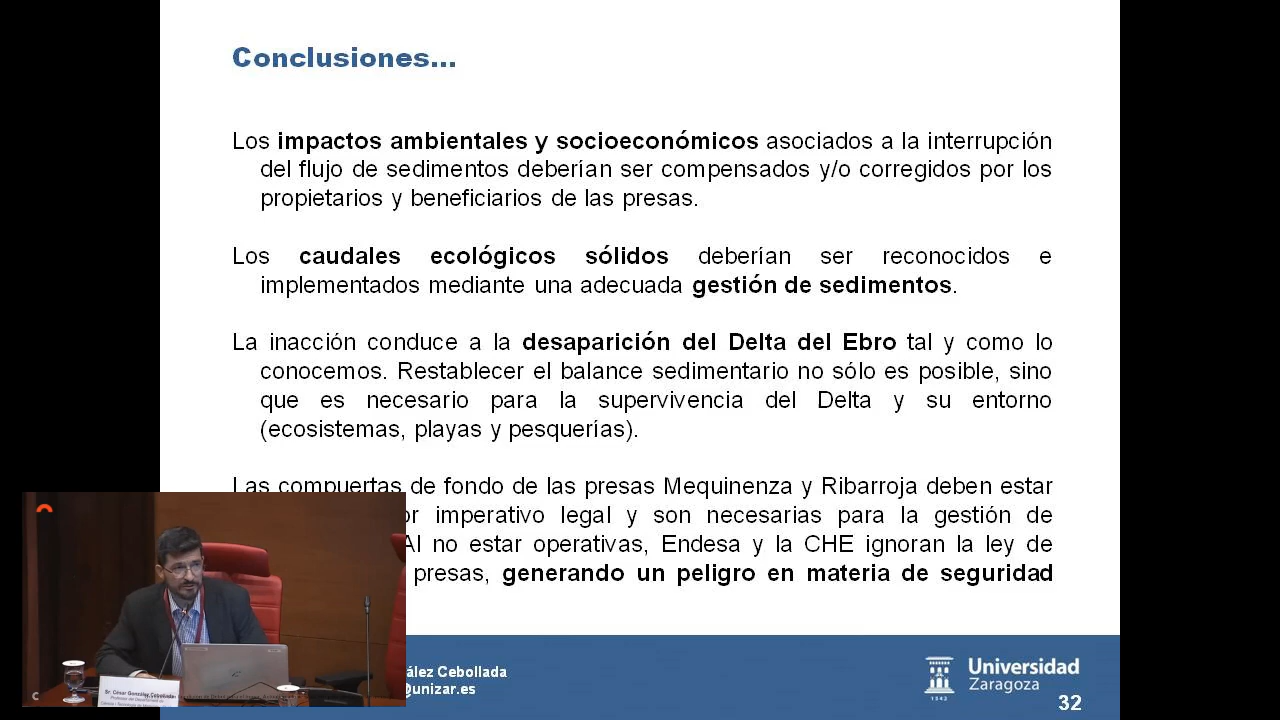 Conclusiones...
Los impactos ambientales y socioeconómicos asociados a la interrupción
del flujo de sedimentos deberían ser compensados y/o corregidos por los
propietarios y beneficiarios de las presas.
Los caudales ecológicos sólidos deberían ser reconocidos e
implementados mediante una adecuada gestión de sedimentos.
La inacción conduce a la desaparición del Delta del Ebro tal y como lo
conocemos. Restablecer el balance sedimentario no sólo es posible, sino
que es necesario para la supervivencia del Delta y su entorno
(ecosistemas, playas y pesquerías).
Las compuertas de fondo de las presas Mequinenza y Ribarroja deben estar
or imperativo legal y son necesarias para la gestión de
Al no estar operativas, Endesa y la CHE ignoran la ley de
presas, generando un peligro en materia de seguridad
ález Cebollada
@unizar.es
Sr. César González Cebollada
Universidad
Zaragoza
1542
32